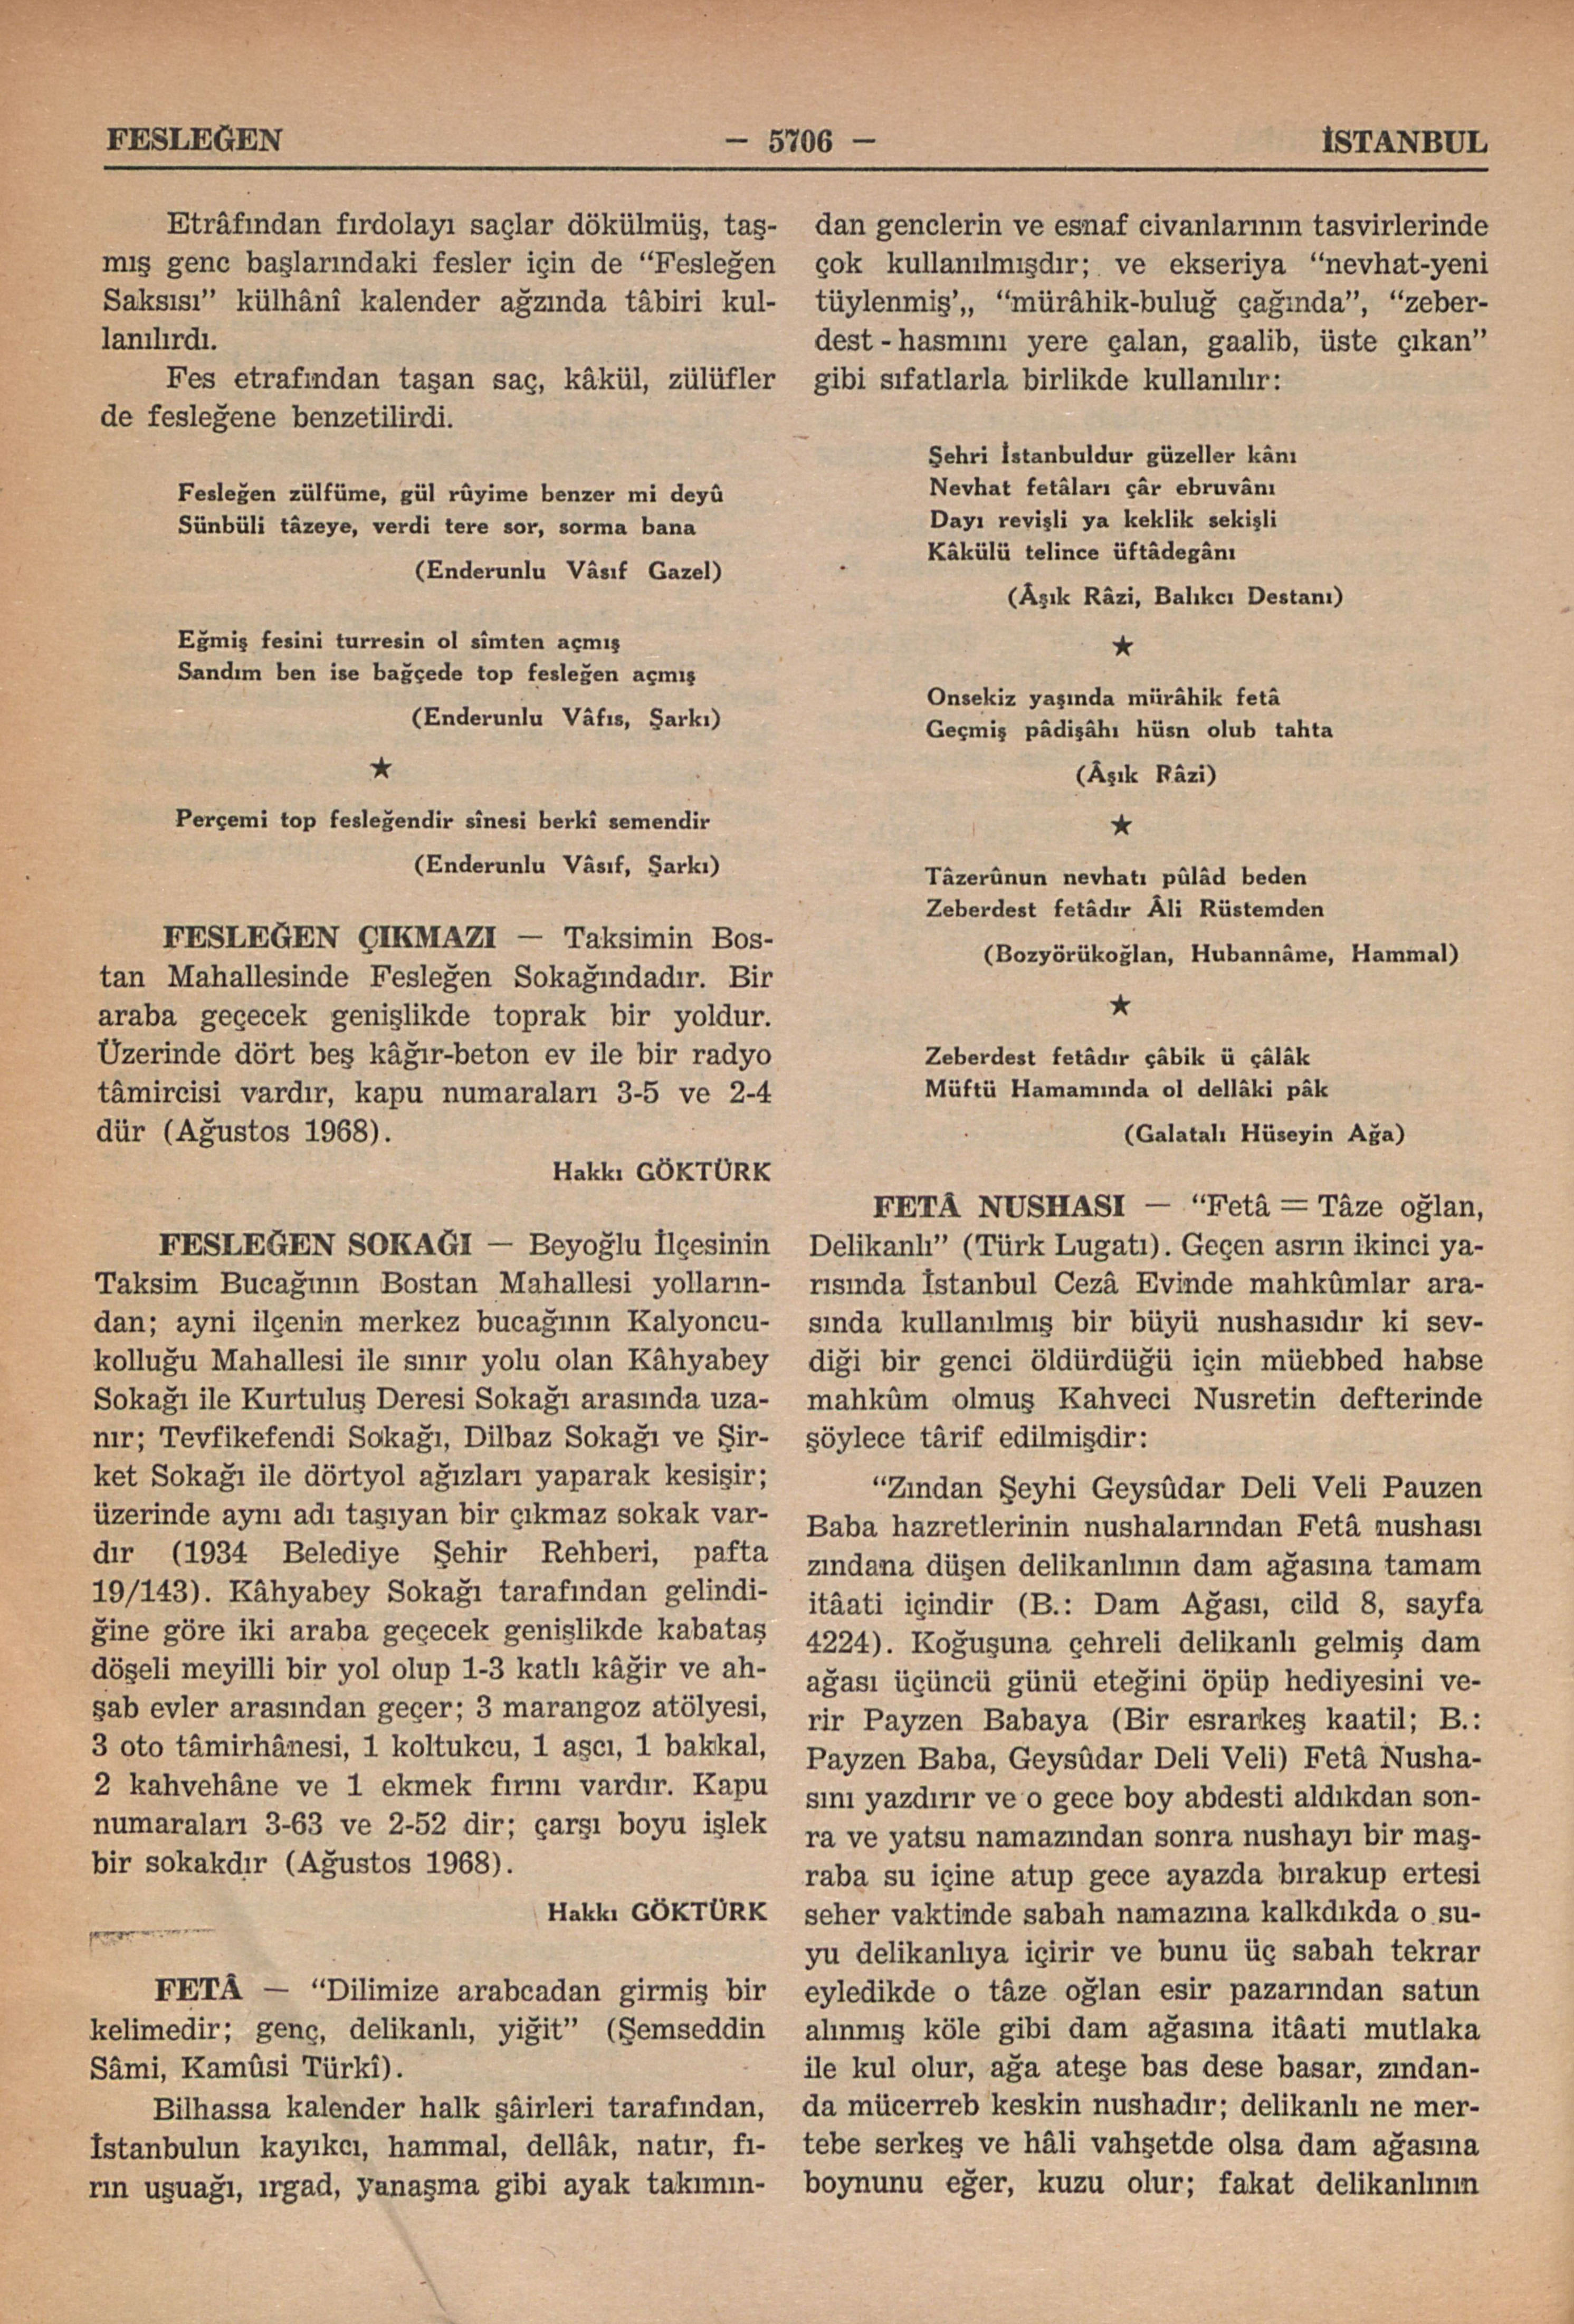 FESLEĞEN — 5706 — İSTANBUL
Etrâfından fırdolayı saçlar dökülmüş, taş-
mış genc başlarındaki fesler için de “Fesleğen
Saksısı” külhânî kalender ağzında tâbiri kul-
lanılırdı.
Fes etrafından taşan saç, kâkül, zülüfler
de fesleğene benzetilirdi.
Fesleğen zülfüme, gül rûyime benzer mi deyû
Sünbüli tâzeye, verdi tere sor, sorma bana
(Enderunlu Vâsıf Gazel)
Eğmiş fesini turresin ol sîmten açmış
Sandım ben ise bağçede top fesleğen açmış
(Enderunlu Vâfıs, Şarkı)
★
Perçemi top fesleğendir sînesi berkî semendir
(Enderunlu Vâsıf, Şarkı)
FESLEĞEN ÇIKMAZI — Taksimin Bos-
tan Mahallesinde Fesleğen Sokağındadır. Bir
araba geçecek genişlikde toprak bir yoldur.
Üzerinde dört beş kâğır-beton ev ile bir radyo
tâmircisi vardır, kapu numaraları 3-5 ve 2-4
dür (Ağustos 1968).
Hakkı GÖKTÜRK
FESLEĞEN SOKAĞI — Beyoğlu İlçesinin
Taksim Bucağının Bostan Mahallesi yolların-
dan; ayni ilçenin merkez bucağının Kalyoncu-
kolluğu Mahallesi ile sınır yolu olan Kâhyabey
Sokağı ile Kurtuluş Deresi Sokağı arasında uza-
nır; Tevfikefendi Sokağı, Dilbaz Sokağı ve Şir-
ket Sokağı ile dörtyol ağızları yaparak kesişir;
üzerinde aynı adı taşıyan bir çıkmaz sokak var-
dır (1934 Belediye Şehir Rehberi, pafta
19/143). Kâhyabey Sokağı tarafından gelindi-
ğine göre iki araba geçecek genişlikde kabataş
döşeli meyilli bir yol olup 1-3 katlı kâğir ve ah-
şab evler arasından geçer; 3 marangoz atölyesi,
3 oto tâmirhânesi, 1 koltukcu, 1 aşcı, 1 bakkal,
2 kahvehâne ve 1 ekmek fırını vardır. Kapu
numaraları 3-63 ve 2-52 dir; çarşı boyu işlek
bir sokakdır (Ağustos 1968).
Hakkı GÖKTÜRK
FETÂ — “Dilimize arabcadan girmiş bir
kelimedir; genç, delikanlı, yiğit” (Şemseddin
Sâmi, Kamûsi Türkî).
Bilhassa kalender halk şâirleri tarafından,
İstanbulun kayıkcı, hammal, dellâk, natır, fı-
rın uşuağı, ırgad, yanaşma gibi ayak takımın-
dan genclerin ve esnaf civanlarının tasvirlerinde
çok kullanılmışdır; ve ekseriya “nevhat-yeni
tüylenmiş’„ “mürâhik-buluğ çağında”, “zeber-
dest - hasmını yere çalan, gaalib, üste çıkan”
gibi sıfatlarla birlikde kullanılır:
Şehri İstanbuldur güzeller kânı
Nevhat fetâları çâr ebruvânı
Dayı revişli ya keklik sekişli
Kâkülü telince üftâdegânı
(Âşık Râzi, Balıkcı Destanı)
★
Onsekiz yaşında mürâhik fetâ
Geçmiş pâdişâhı hüsn olub tahta
(Âşık Râzi)
★
Tâzerûnun nevhatı pûlâd beden
Zeberdest fetâdır Âli Rüstemden
(Bozyörükoğlan, Hubannâme, Hammal)
★
Zeberdest fetâdır çâbik ü çâlâk
Müftü Hamamında ol dellâki pâk
(Galatalı Hüseyin Ağa)
FETÂ NUSHASI — “Fetâ = Tâze oğlan,
Delikanlı” (Türk Lugatı). Geçen asrın ikinci ya-
rısında İstanbul Cezâ Evinde mahkûmlar ara-
sında kullanılmış bir büyü nushasıdır ki sev-
diği bir genci öldürdüğü için müebbed habse
mahkûm olmuş Kahveci Nusretin defterinde
şöylece târif edilmişdir:
“Zından Şeyhi Geysûdar Deli Veli Pauzen
Baba hazretlerinin nushalarından Fetâ nushası
zındana düşen delikanlının dam ağasına tamam
itâati içindir (B.: Dam Ağası, cild 8, sayfa
4224). Koğuşuna çehreli delikanlı gelmiş dam
ağası üçüncü günü eteğini öpüp hediyesini ve-
rir Payzen Babaya (Bir esrarkeş kaatil; B.:
Payzen Baba, Geysûdar Deli Veli) Fetâ Nusha-
sını yazdırır ve o gece boy abdesti aldıkdan son-
ra ve yatsu namazından sonra nushayı bir maş-
raba su içine atup gece ayazda bırakup ertesi
seher vaktinde sabah namazına kalkdıkda o su-
yu delikanlıya içirir ve bunu üç sabah tekrar
eyledikde o tâze oğlan esir pazarından satun
alınmış köle gibi dam ağasına itâati mutlaka
ile kul olur, ağa ateşe bas dese basar, zından-
da mücerreb keskin nushadır; delikanlı ne mer-
tebe serkeş ve hâli vahşetde olsa dam ağasına
boynunu eğer, kuzu olur; fakat delikanlının